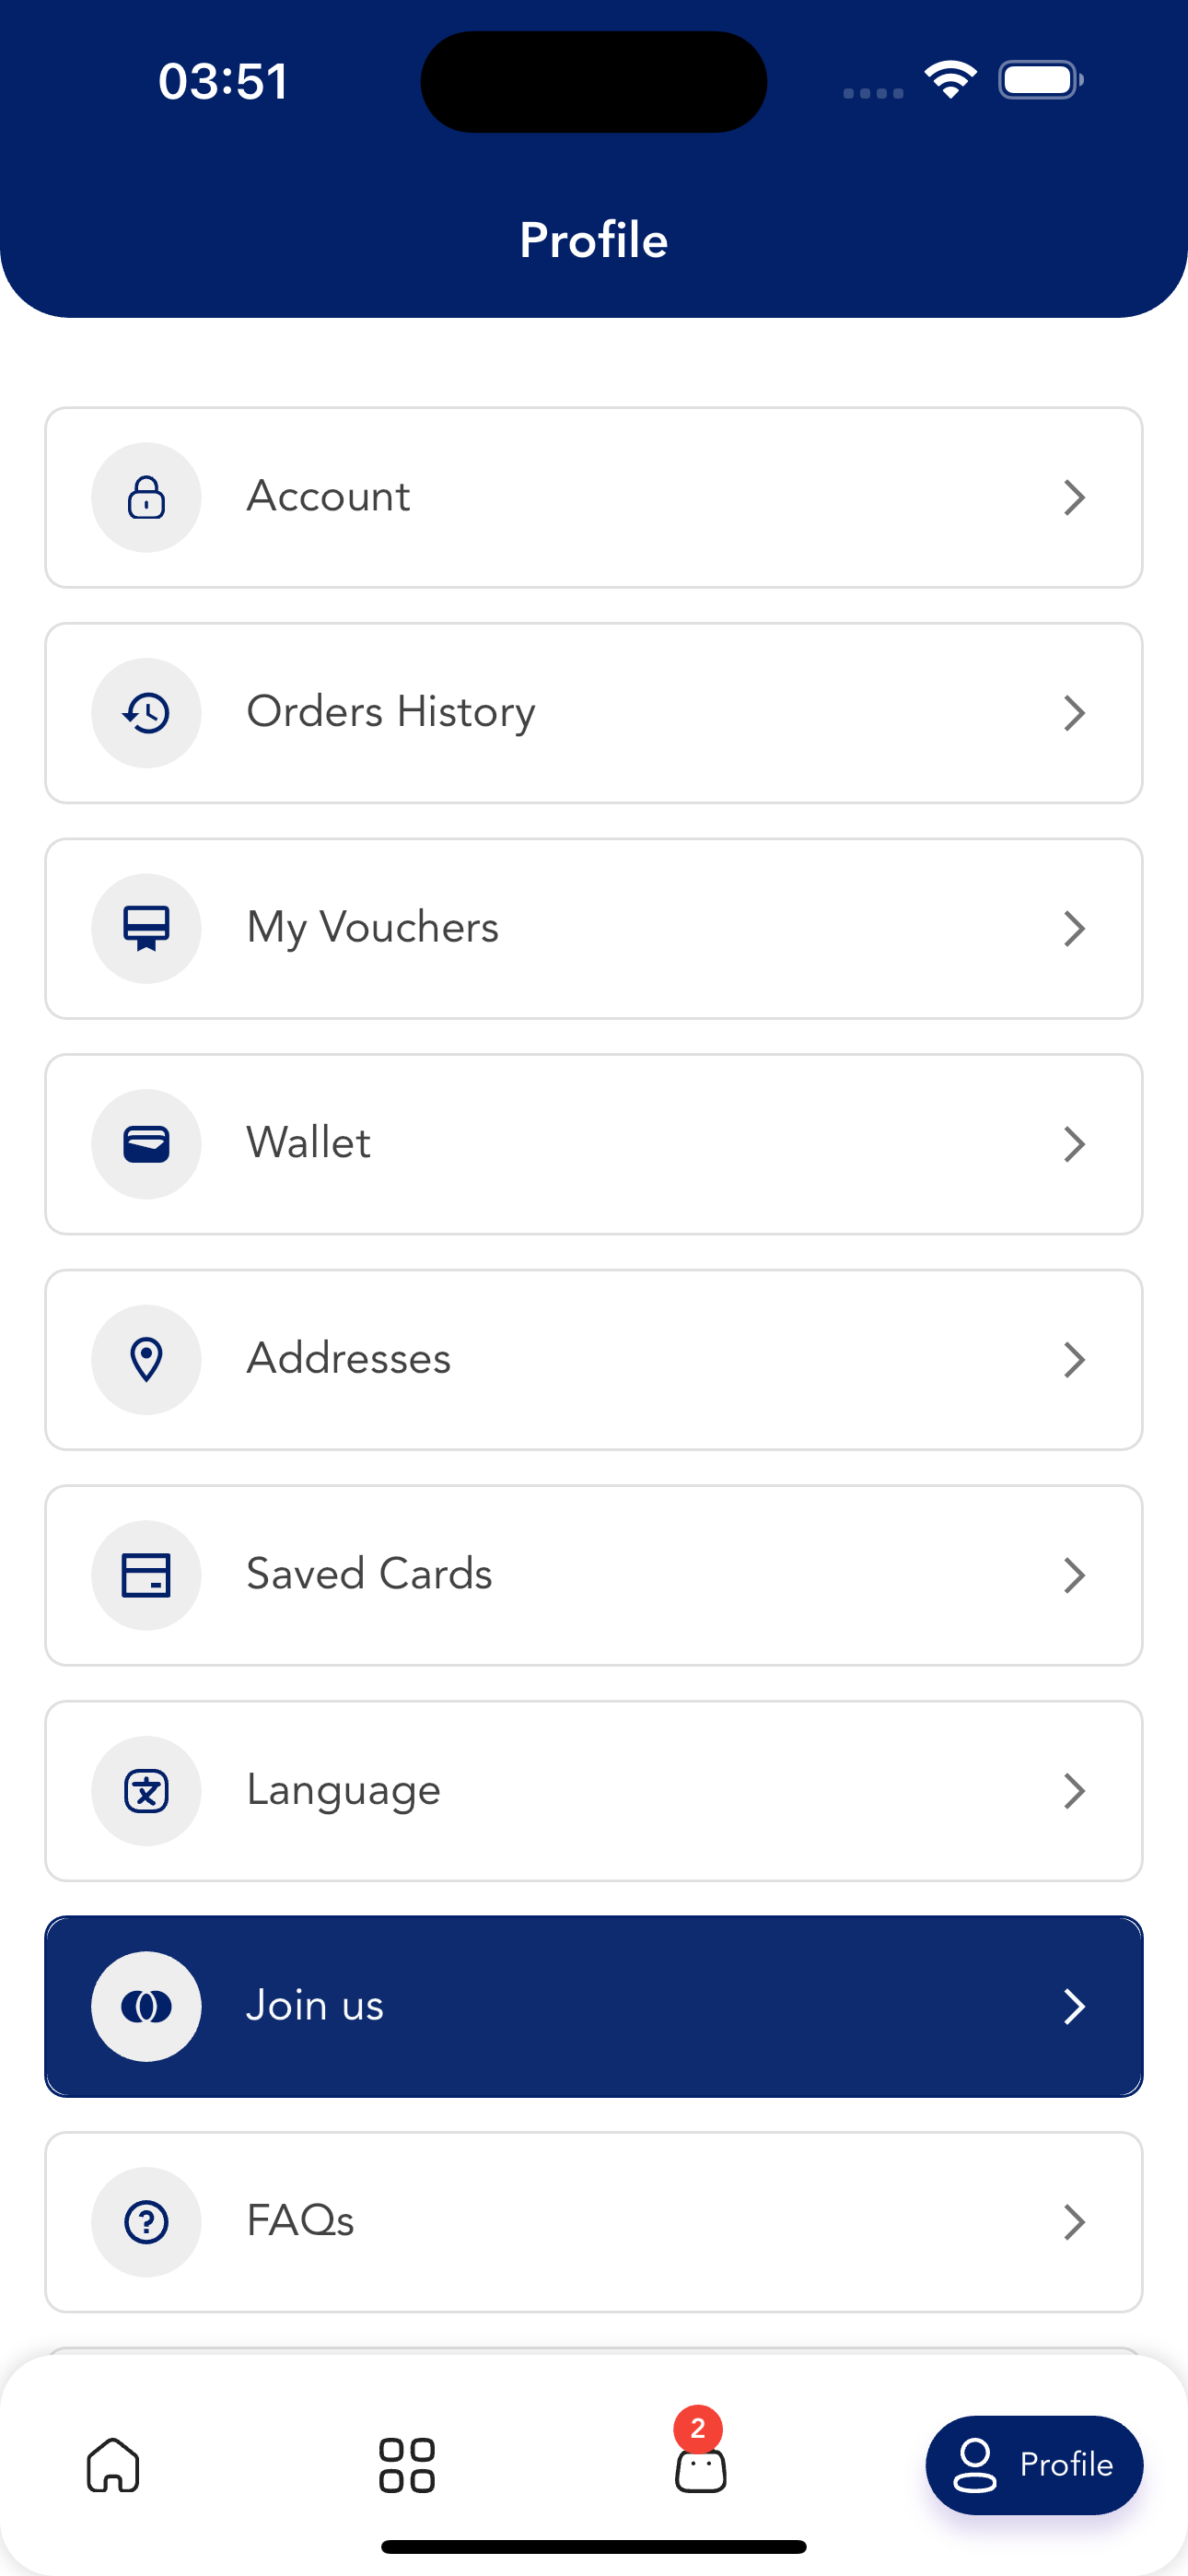 03:51
Profile
Account
Orders History
My Vouchers
Wallet
Addresses
Saved Cards
Language
Join us
FAQs
2
Profile